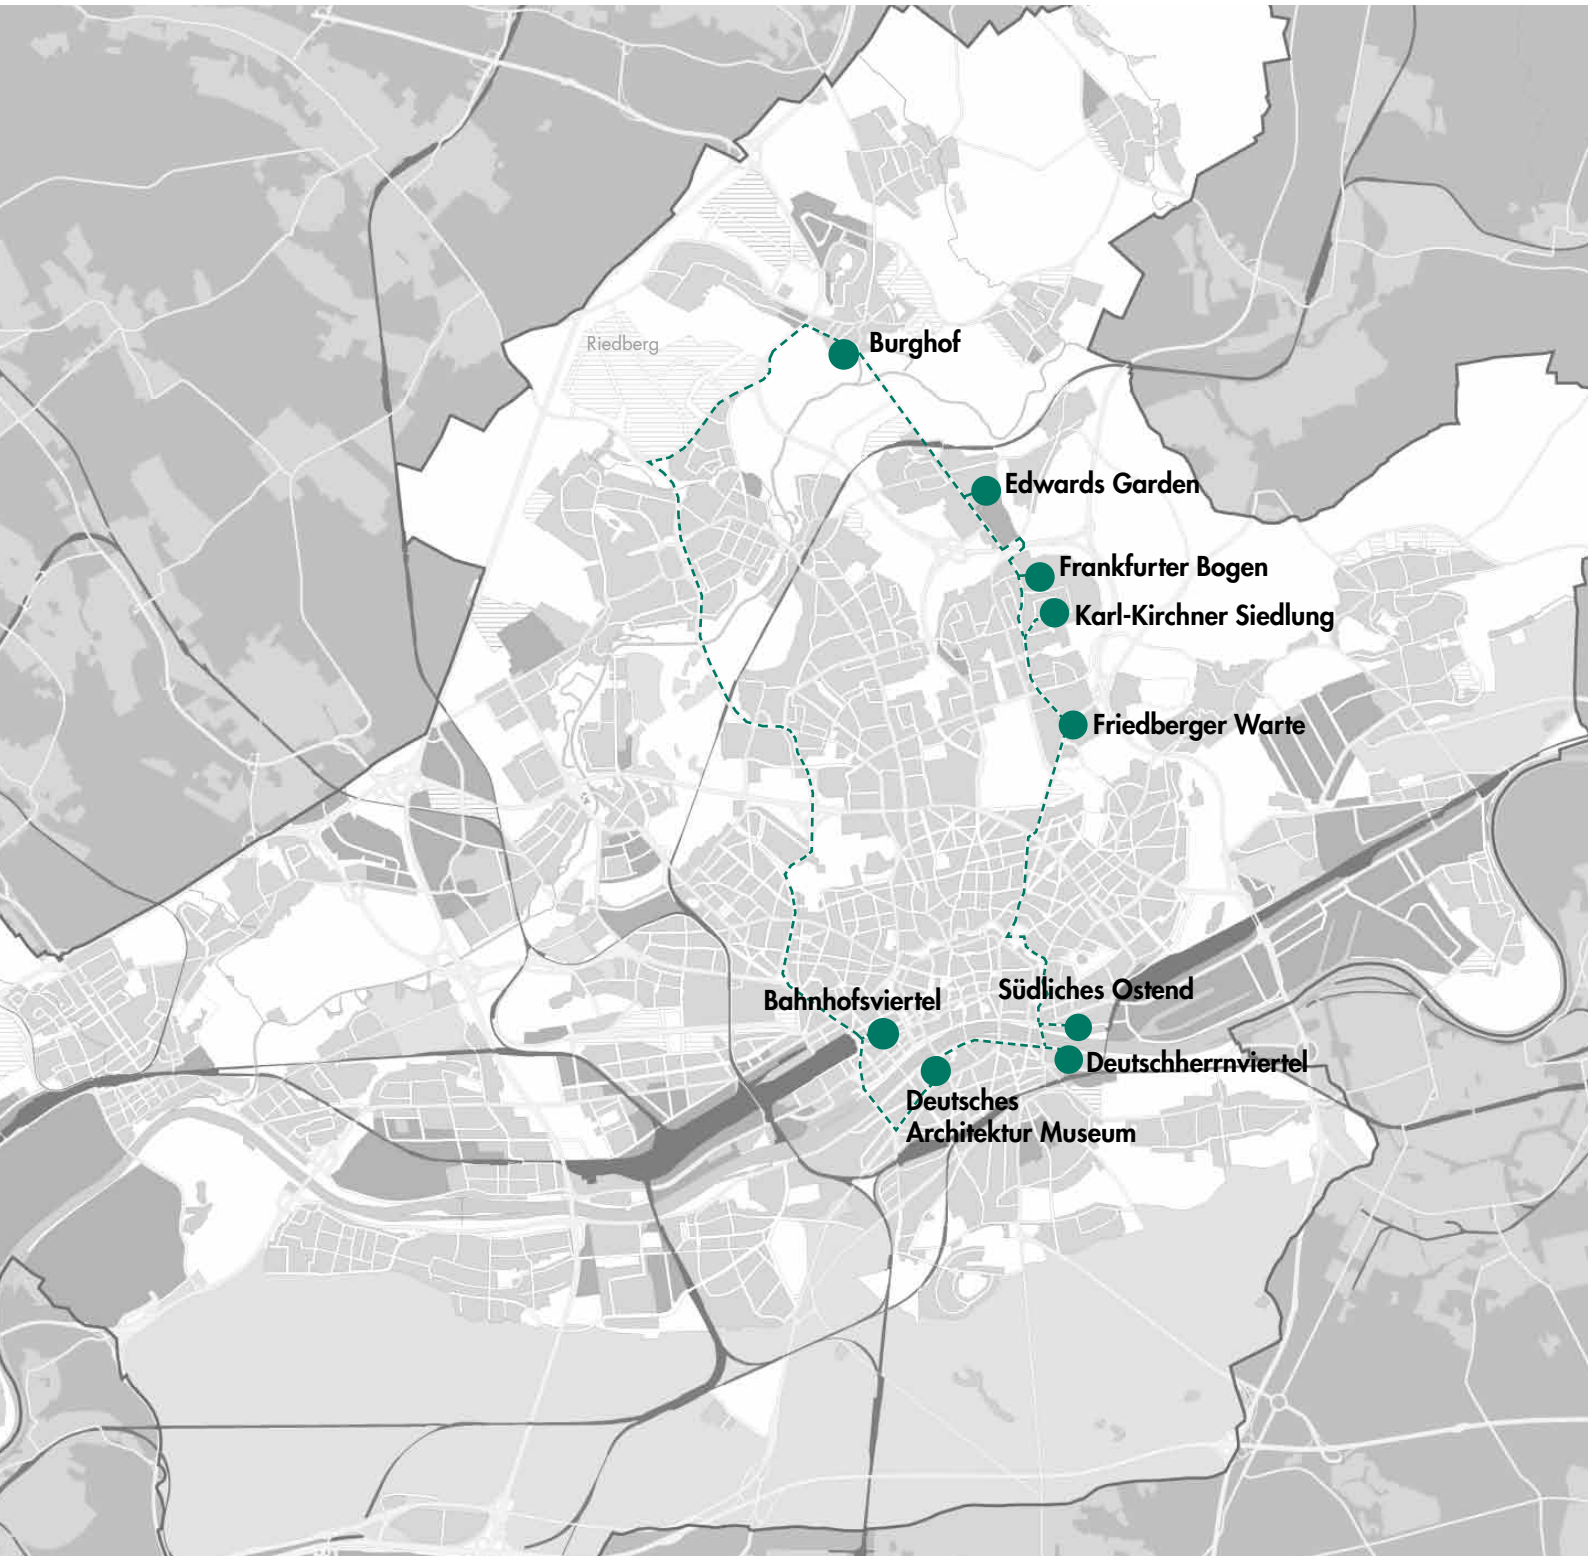 Riedberg
Burghof
Edwards Garden
Frankfurter Bogen
Karl-Kirchner Siedlung
Friedberger Warte
Südliches Ostend
Bahnhofsviertel
Deutschherrnviertel
Deutsches
Architektur Museum